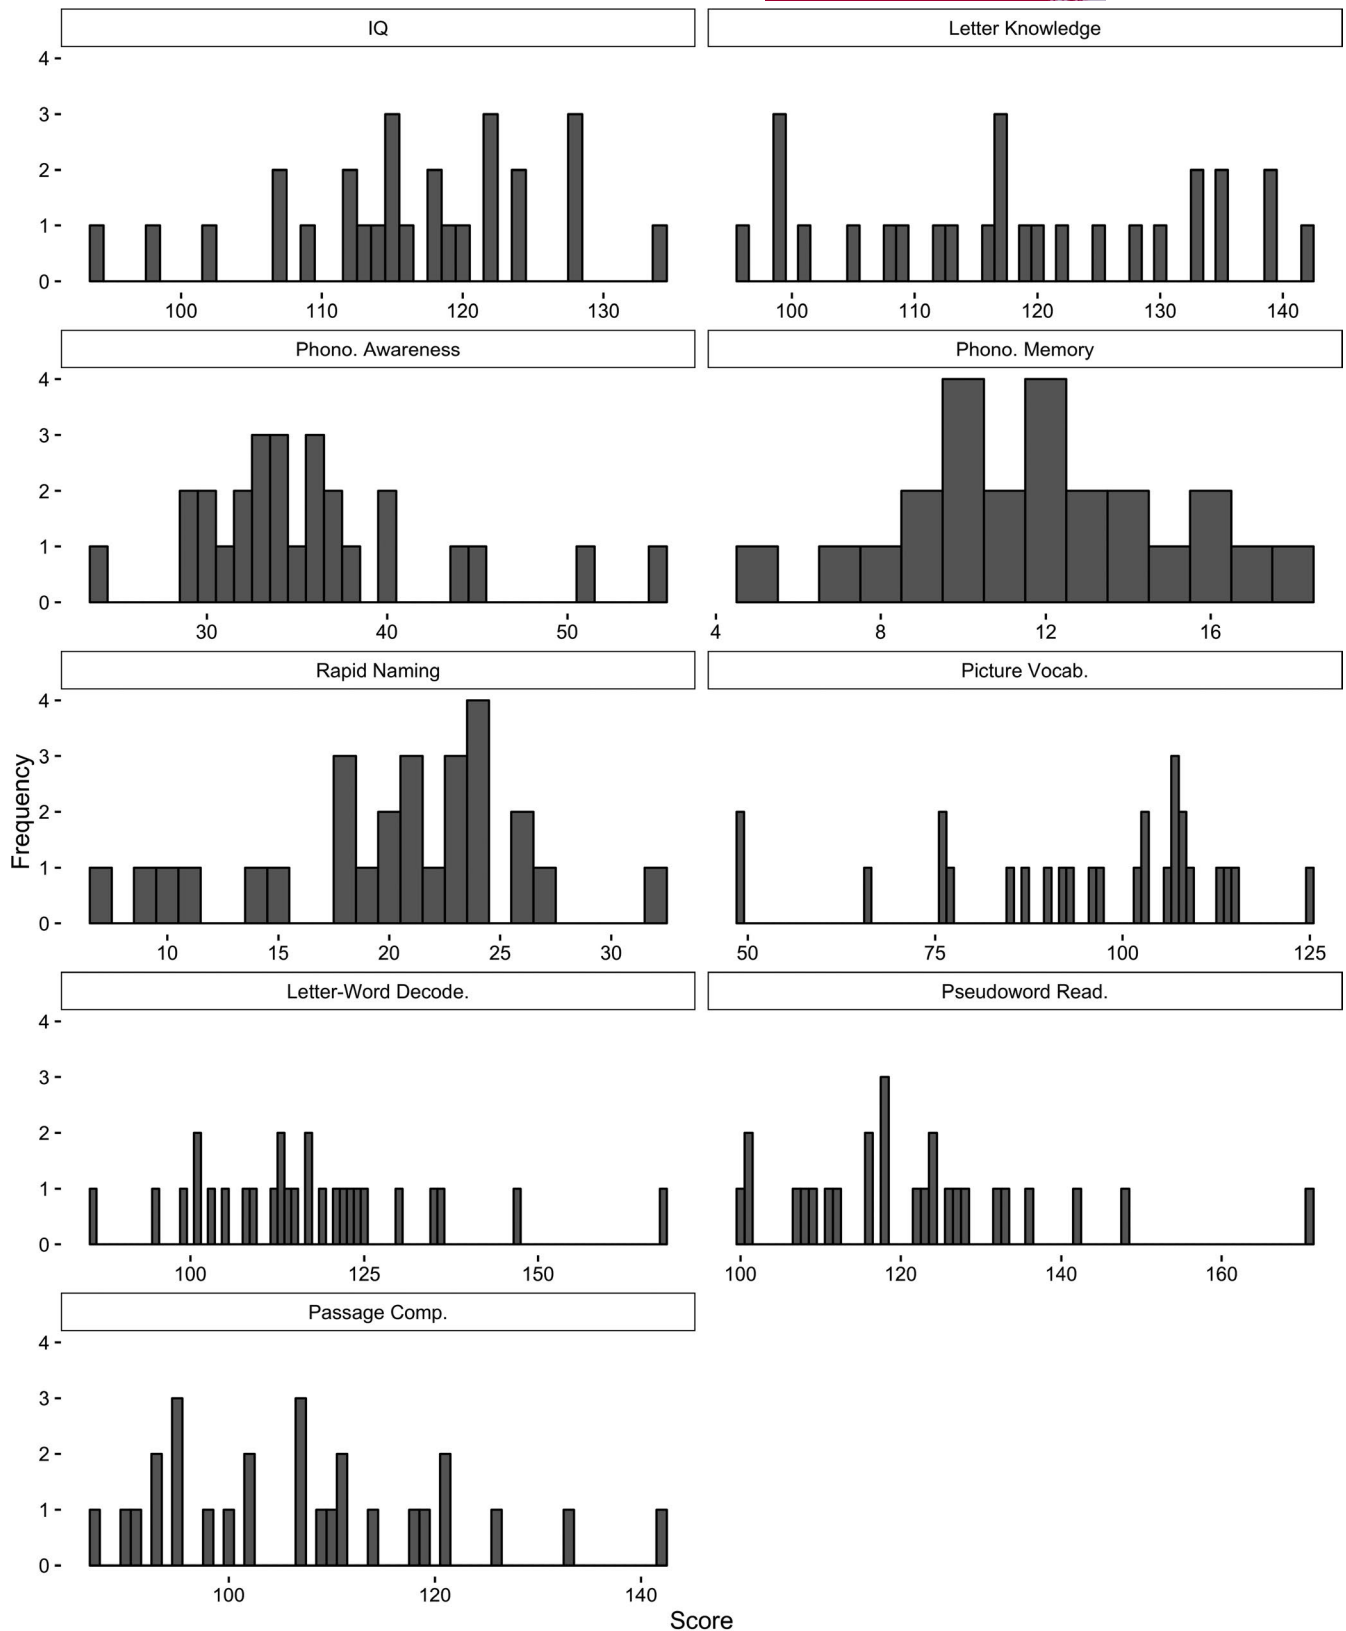 IQ
Letter Knowledge
4
3
2
1
0
100 110 120 130
100 110 120 130 140
Phono. Awareness
Phono. Memory
4
3
2
1
0
30 40 50
4 8 12 16
Rapid Naming
Picture Vocab.
4
3
2
1
0
10 15 20 25 30
50 75 100 125
Frequency
Letter-Word Decode.
Pseudoword Read.
4
3
2
1
0
100 125 150
100 120 140 160
Passage Comp.
4
3
2
1
0
100 120 140
Score